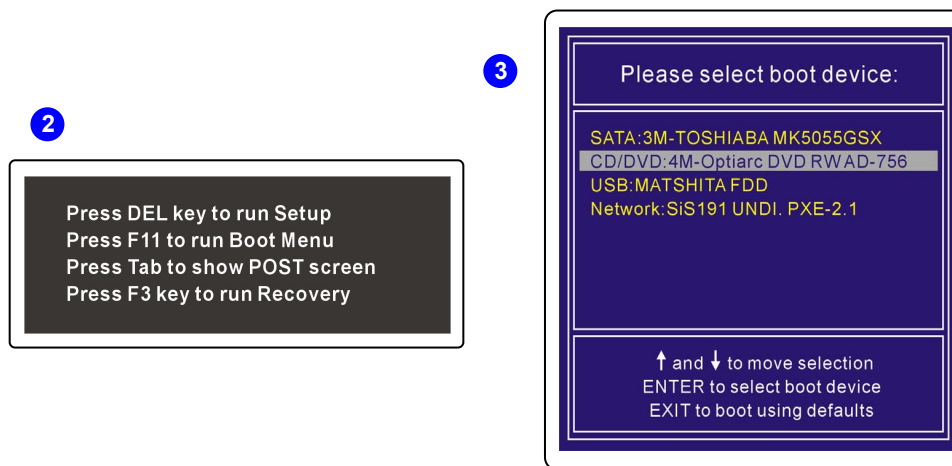 2
Press DEL key to run Setup
Press F11 to run Boot Menu
Press Tab to show POST screen
Press F3 key to run Recovery
3
Please select boot device:
SATA:3M-TOSHIABA MK5055GSX
CD/DVD:4M-Optiarc DVD RW AD-756
USB:MATSHITA FDD
Network:SiS191 UNDI. PXE-2.1
↑ and ↓ to move selection
ENTER to select boot device
EXIT to boot using defaults